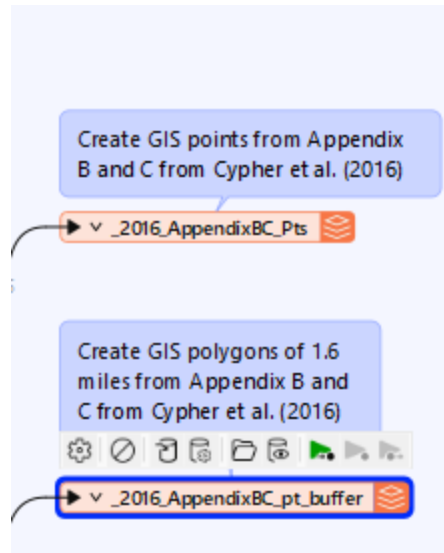 Create GIS points from Appendix
B and C from Cypher et al. (2016)
_2016_AppendixBC_Pts
Create GIS polygons of 1.6
miles from Appendix B and
C from Cypher et al. (2016)
_2016_AppendixBC_pt_buffer